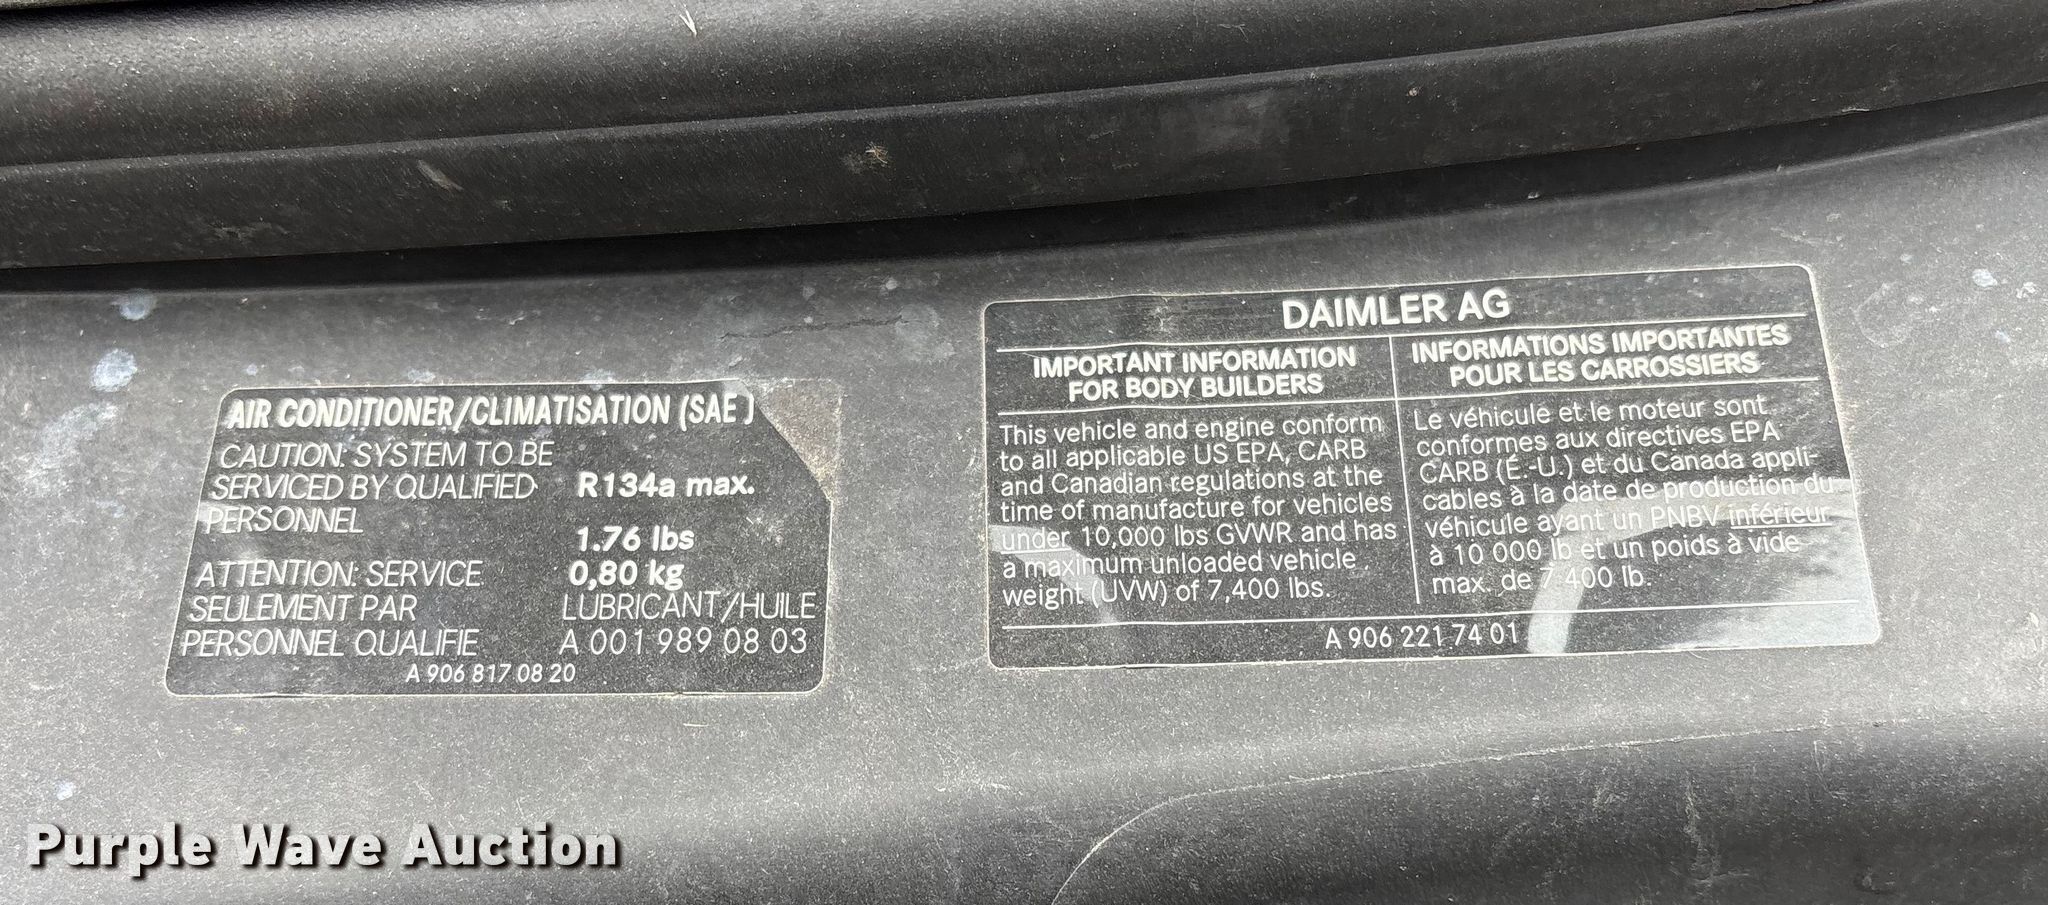 AIR CONDITIONER/CLIMATISATION (SAE)
CAUTION: SYSTEM TO BE
SERVICED BY QUALIFIED
PERSONNEL
R134a max.
1.76 lbs
0,80 kg
ATTENTION: SERVICE
SEULEMENT PAR
PERSONNEL QUALIFIE
LUBRICANT/HUILE
A 001 989 08 03
A 906 817 08 20
DAIMLER AG
IMPORTANT INFORMATION
FOR BODY BUILDERS
This vehicle and engine conform
to all applicable US EPA, CARB
and Canadian regulations at the
time of manufacture for vehicles
under 10,000 lbs GVWR and has
a maximum unloaded vehicle
weight (UVW) of 7,400 lbs.
INFORMATIONS IMPORTANTES
POUR LES CARROSSIERS
Le véhicule et le moteur sont
conformes aux directives EPA
CARB (É.-U.) et du Canada appli-
cables à la date de production du
véhicule ayant un PNBV inférieur
à 10 000 lb et un poids à vide
max. de 7 400 lb.
A 906 221 74 01
Purple Wave Auction